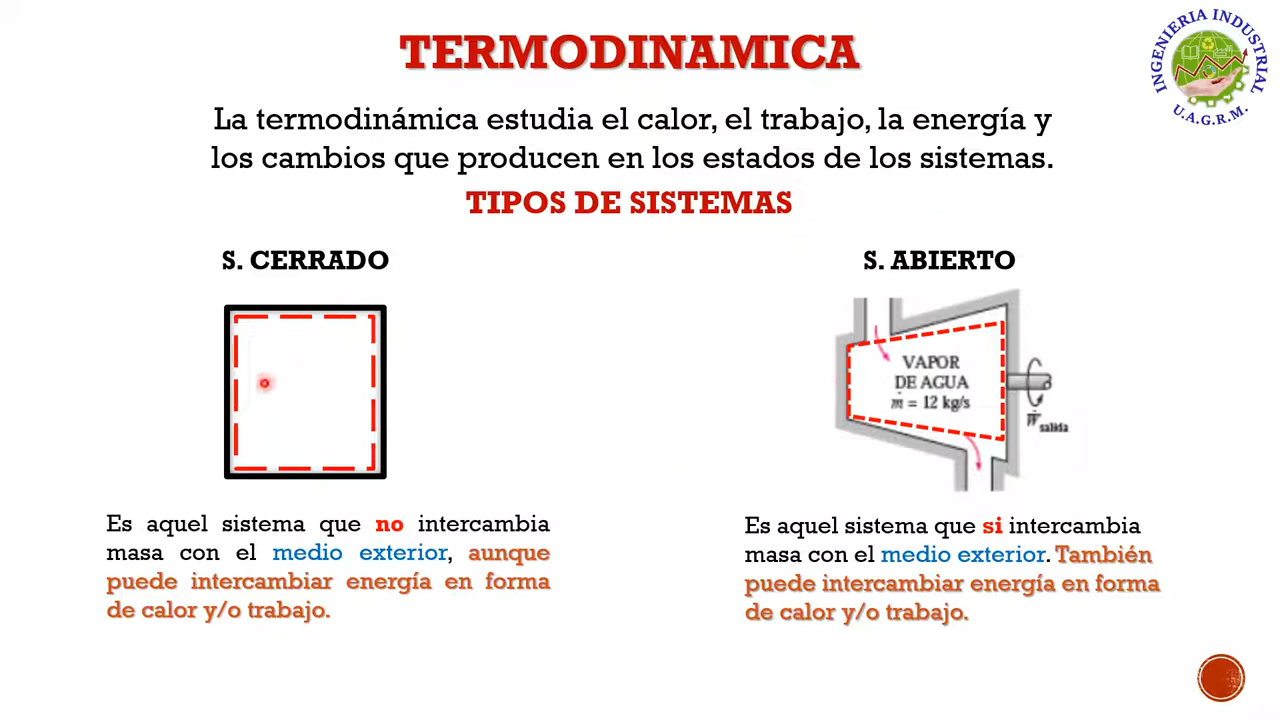 TERMODINAMICA
INGENIERIA INDUSTRIAL
U.A.G.R.M.
La termodinámica estudia el calor, el trabajo, la energía y
los cambios que producen en los estados de los sistemas.
TIPOS DE SISTEMAS
S. CERRADO
Es aquel sistema que no intercambia
masa con el medio exterior, aunque
puede intercambiar energía en forma
de calor y/o trabajo.
S. ABIERTO
VAPOR
DE AGUA
ṁ = 12 kg/s
Ẇsalida
Es aquel sistema que si intercambia
masa con el medio exterior. También
puede intercambiar energía en forma
de calor y/o trabajo.